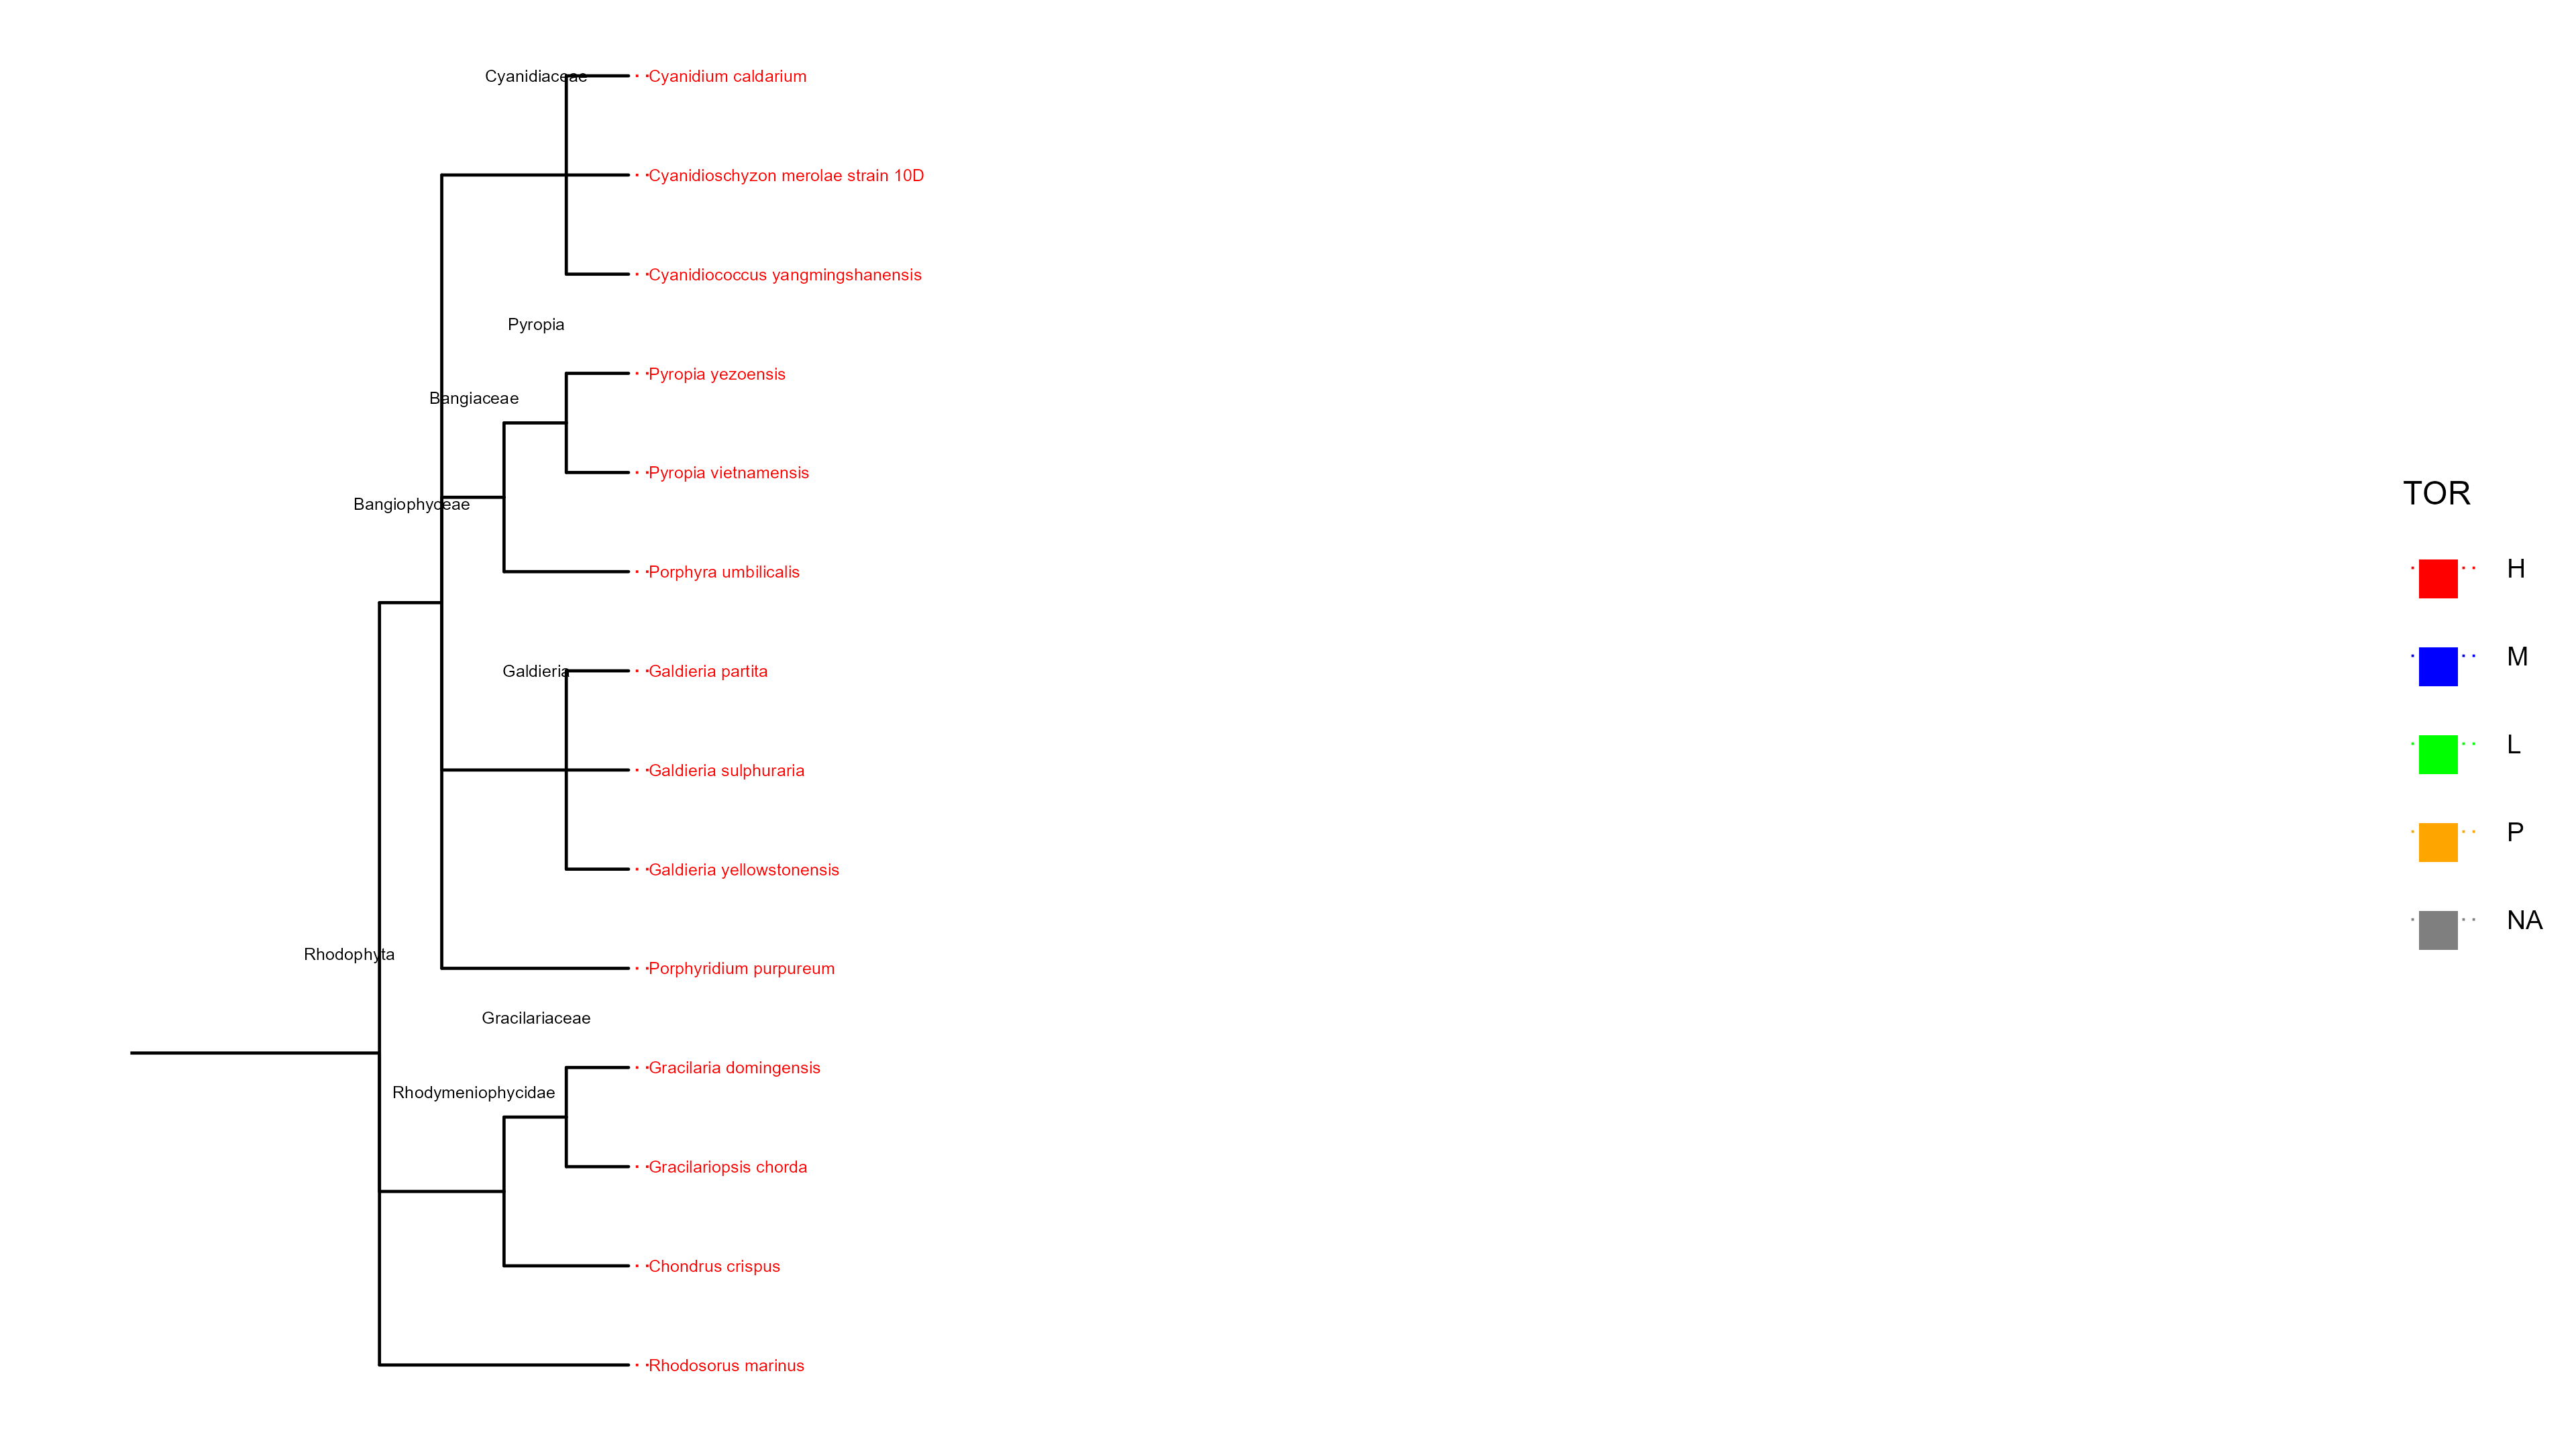 Cyanidiaceae
Cyanidium caldarium
Cyanidioschyzon merolae strain 10D
Cyanidiococcus yangmingshanensis
Pyropia
Pyropia yezoensis
Bangiaceae
Pyropia vietnamensis
Bangiophyceae
Porphyra umbilicalis
Galdieria
Galdieria partita
Galdieria sulphuraria
Galdieria yellowstonensis
Rhodophyta
Porphyridium purpureum
Gracilariaceae
Gracilaria domingensis
Rhodymeniophycidae
Gracilariopsis chorda
Chondrus crispus
Rhodosorus marinus
TOR
H
M
L
P
NA